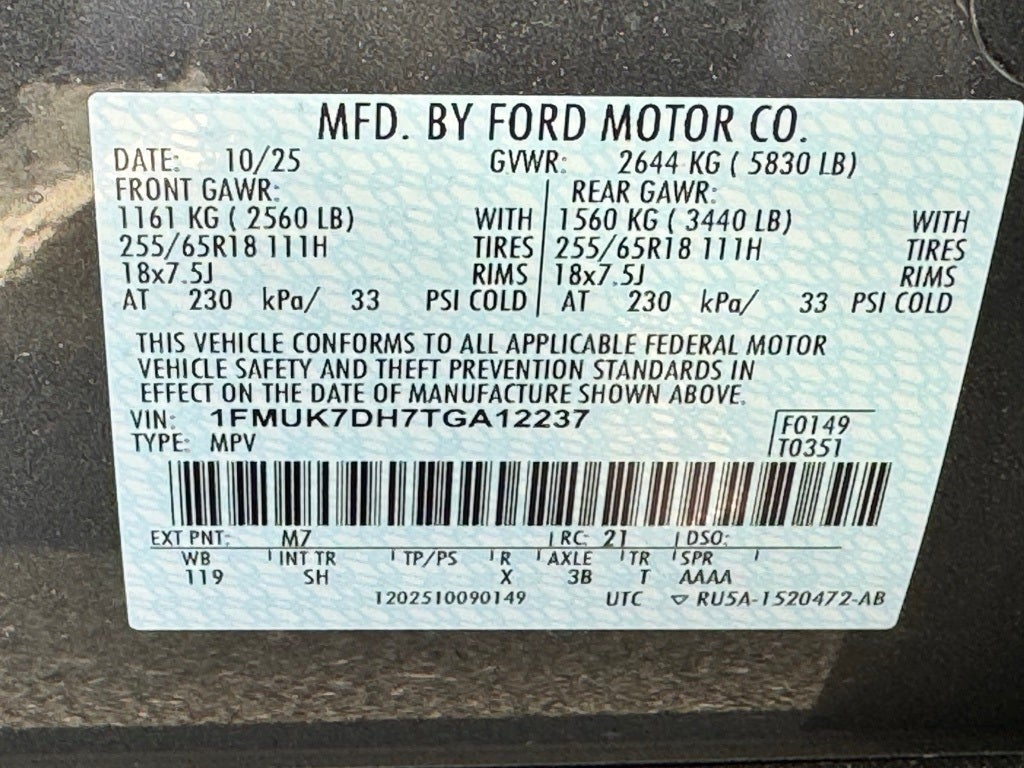 MFD. BY FORD MOTOR CO.
DATE: 10/25 GVWR: 2644 KG ( 5830 LB)
FRONT GAWR: REAR GAWR:
1161 KG ( 2560 LB) WITH 1560 KG ( 3440 LB) WITH
255/65R18 111H TIRES 255/65R18 111H TIRES
18x7.5J RIMS 18x7.5J RIMS
AT 230 kPa/ 33 PSI COLD AT 230 kPa/ 33 PSI COLD
THIS VEHICLE CONFORMS TO ALL APPLICABLE FEDERAL MOTOR
VEHICLE SAFETY AND THEFT PREVENTION STANDARDS IN
EFFECT ON THE DATE OF MANUFACTURE SHOWN ABOVE.
VIN: 1FMUK7DH7TGA12237 F0149
TYPE: MPV T0351
EXT PNT: M7 RC: 21 DSO:
WB INT TR TP/PS R AXLE TR SPR
119 SH X 3B T AAAA
1202510090149 UTC ▽ RU5A-1520472-AB